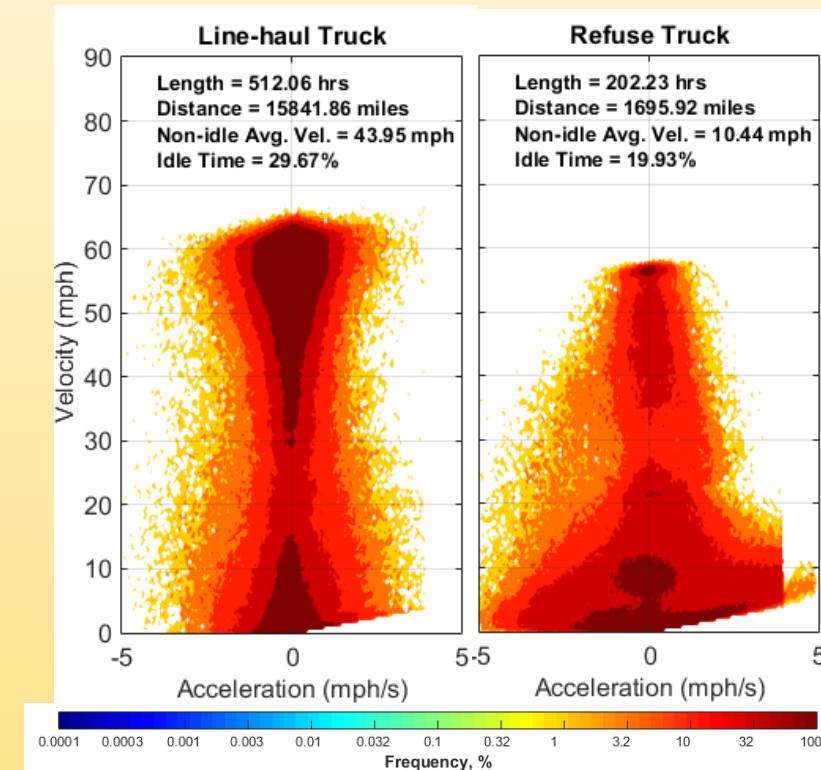 Line-haul Truck
Length = 512.06 hrs
Distance = 15841.86 miles
Non-idle Avg. Vel. = 43.95 mph
Idle Time = 29.67%
90
80
70
60
50
40
30
20
10
0
Velocity (mph)
-5 0 5
Acceleration (mph/s)
Refuse Truck
Length = 202.23 hrs
Distance = 1695.92 miles
Non-idle Avg. Vel. = 10.44 mph
Idle Time = 19.93%
-5 0 5
Acceleration (mph/s)
0.0001 0.0003 0.001 0.003 0.01 0.032 0.1 0.32 1 3.2 10 32 100
Frequency, %